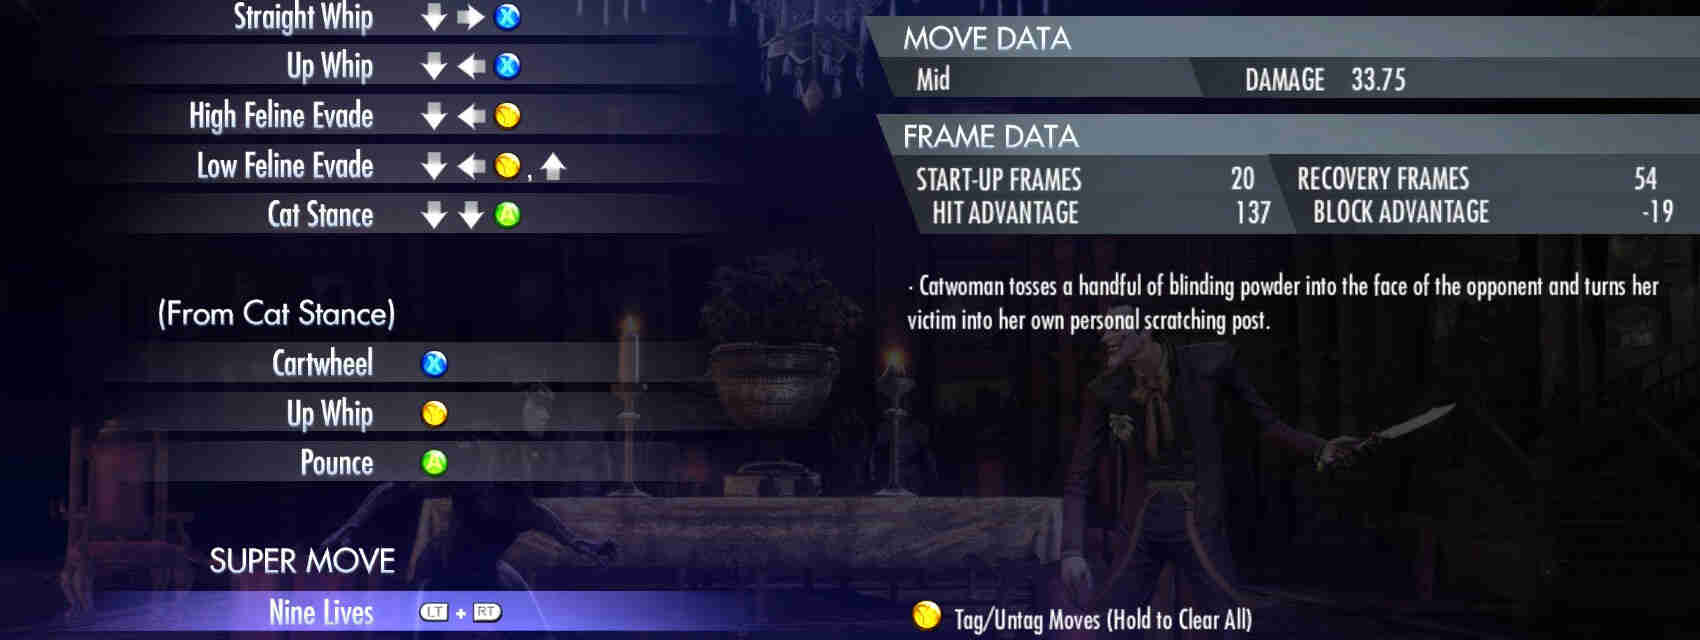 Straight Whip X
Up Whip X
High Feline Evade Y
Low Feline Evade Y ,
Cat Stance A
(From Cat Stance)
Cartwheel X
Up Whip Y
Pounce A
SUPER MOVE
Nine Lives LT + RT
MOVE DATA
Mid DAMAGE 33.75
FRAME DATA
START-UP FRAMES 20 RECOVERY FRAMES 54
HIT ADVANTAGE 137 BLOCK ADVANTAGE -19
· Catwoman tosses a handful of blinding powder into the face of the opponent and turns her
victim into her own personal scratching post.
Y Tag/Untag Moves (Hold to Clear All)